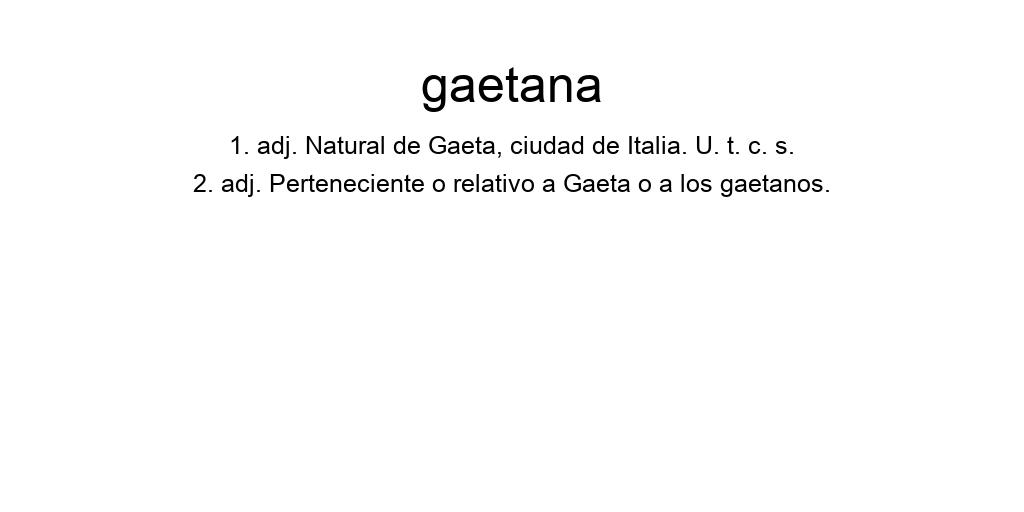 gaetana
1. adj. Natural de Gaeta, ciudad de Italia. U. t. c. s.
2. adj. Perteneciente o relativo a Gaeta o a los gaetanos.